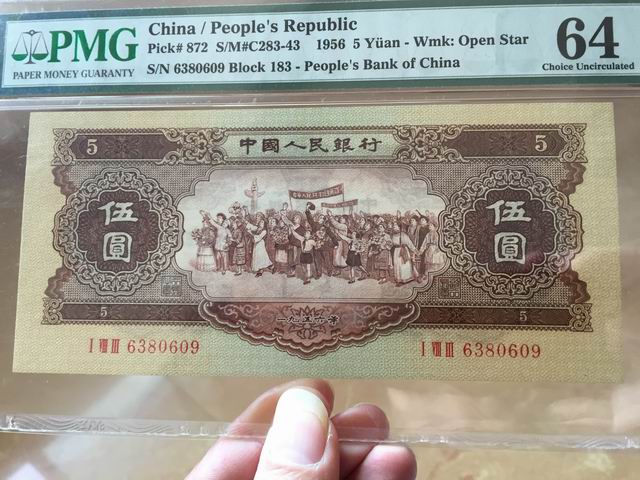 PMG
PAPER MONEY GUARANTY
China / People's Republic
Pick# 872 S/M#C283-43 1956 5 Yüan - Wmk: Open Star
S/N 6380609 Block 183 - People's Bank of China
64
Choice Uncirculated
5 中國人民銀行 5
伍圓 伍圓
5 一九五六年 5
I VIII III 6380609 I VIII III 6380609